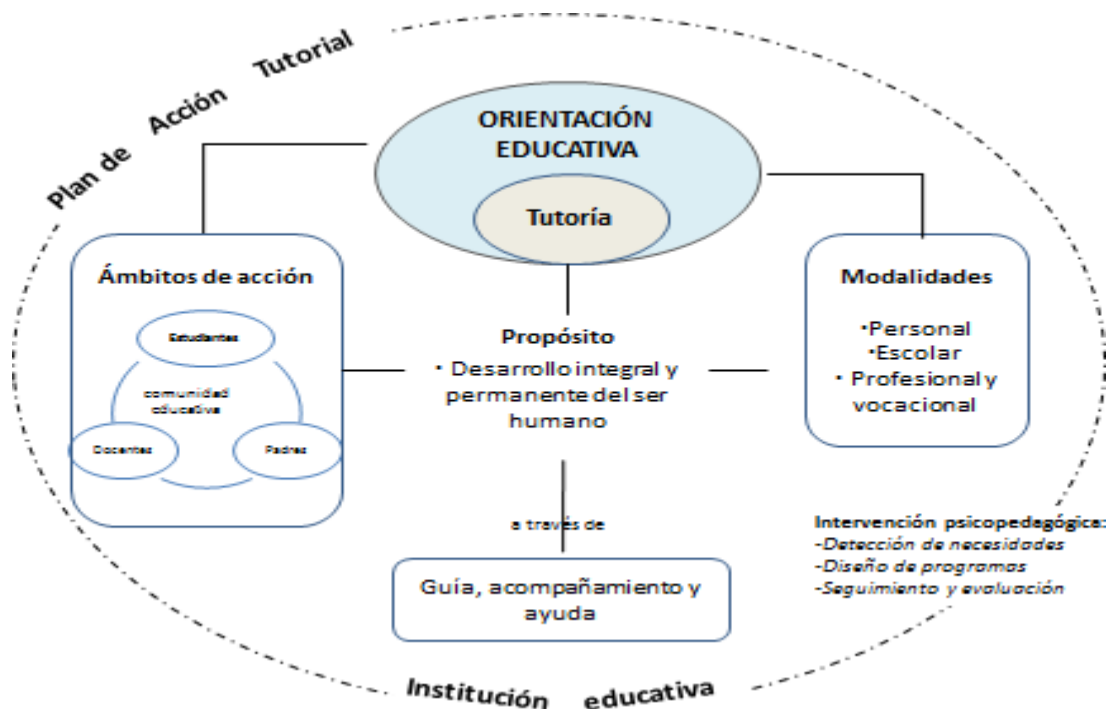 Plan de Acción Tutorial
ORIENTACIÓN
EDUCATIVA
Tutoría
Ámbitos de acción
Estudiantes
comunidad
educativa
Docentes
Padres
Propósito
• Desarrollo integral y
permanente del ser
humano
Modalidades
•Personal
•Escolar
• Profesional y
vocacional
a través de
Guía, acompañamiento y
ayuda
Intervención psicopedagógica:
-Detección de necesidades
-Diseño de programas
-Seguimiento y evaluación
Institución educativa